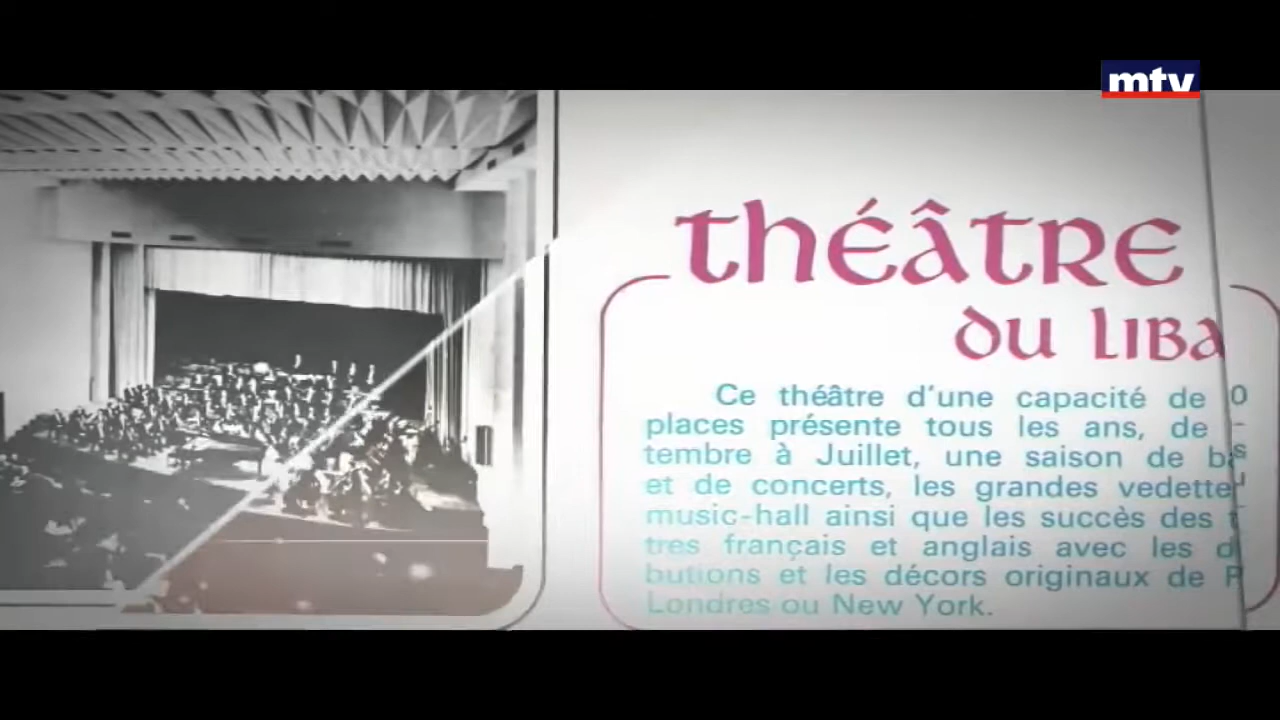 mtv
théâtre
du
Ce théâtre d'une capacité de
places présente tous les ans, de
tembre à Juillet, une saison de
et de concerts, les grandes
music-hall ainsi que les succès des
tres français et anglais avec les
butions et les décors originaux de
Londres ou New York.